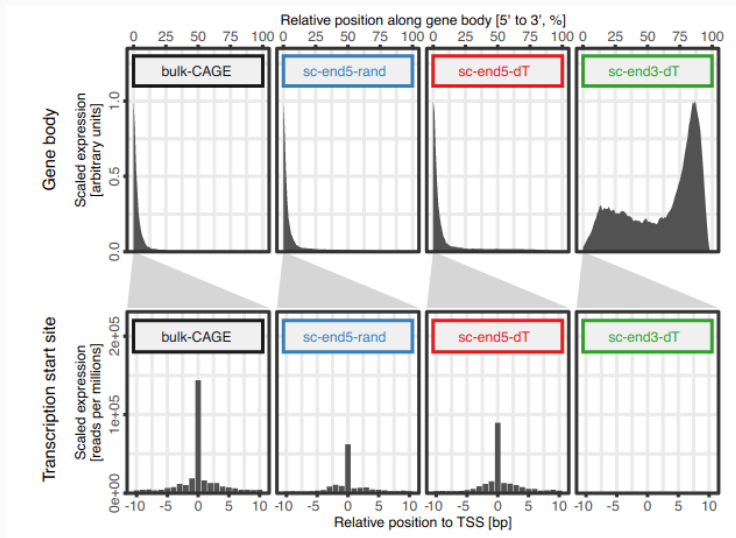 Relative position along gene body [5' to 3', %]
0 25 50 75 100 0 25 50 75 100 0 25 50 75 100 0 25 50 75 100
bulk-CAGE sc-end5-rand sc-end5-dT sc-end3-dT
Gene body
Scaled expression
[arbitrary units]
1.0
0.5
0.0
bulk-CAGE sc-end5-rand sc-end5-dT sc-end3-dT
Transcription start site
Scaled expression
[reads per millions]
2e+05
1e+05
0e+00
-10 -5 0 5 10 -10 -5 0 5 10 -10 -5 0 5 10 -10 -5 0 5 10
Relative position to TSS [bp]